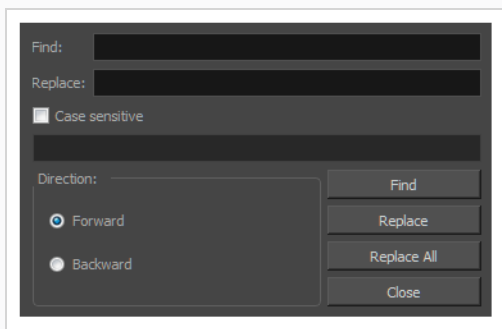 Find:
Replace:
Case sensitive
Direction:
Forward
Backward
Find
Replace
Replace All
Close